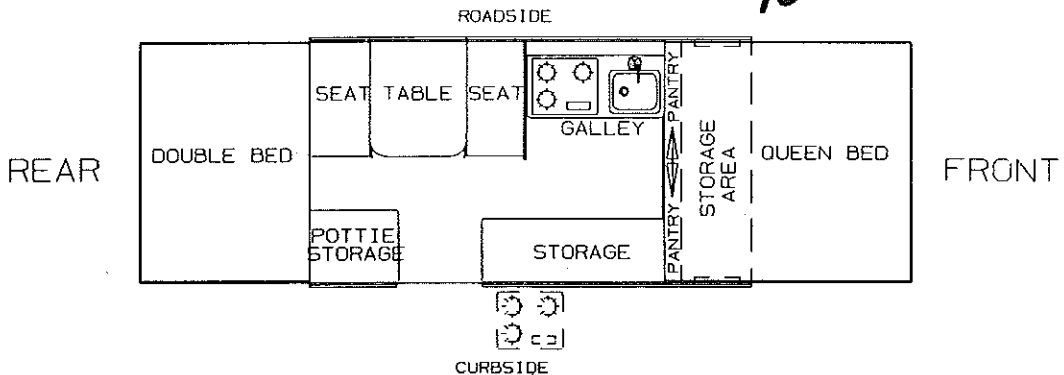 ROADSIDE
SEAT TABLE SEAT
GALLEY
PANTRY
PANTRY
STORAGE
AREA
REAR
DOUBLE BED
QUEEN BED
FRONT
POTTIE
STORAGE
STORAGE
CURBSIDE